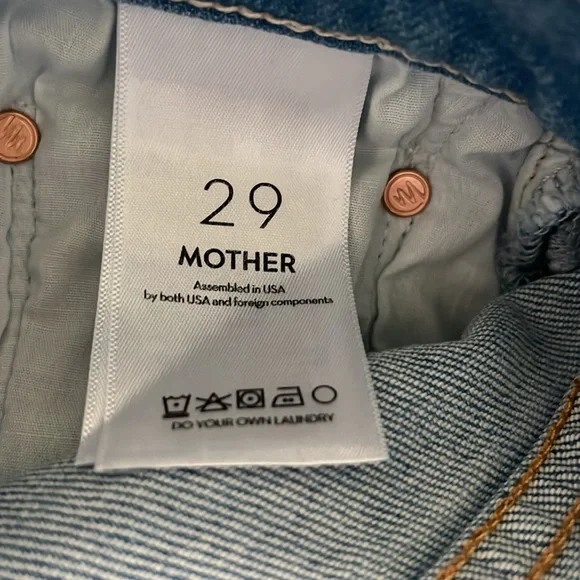 29
MOTHER
Assembled in USA
by both USA and foreign components
DO YOUR OWN LAUNDRY